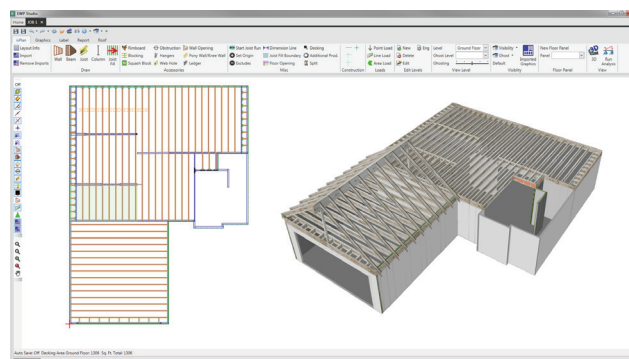 IStruct Studio
Home JOB 1
Layout Graphics Label Report Roof
Layout Info
Import
Remove Imports
Wall Beam Joist Column Joist Fill
Rimboard Obstruction Wall Opening
Blocking Hangers Pony Wall/Knee Wall
Squash Block Web Hole Ledger
Start Joist Run Dimension Line Decking
Set Origin Joist Fill Boundary Additional Prod.
Excludes Floor Opening Split
Point Load New Eng
Line Load Delete
Area Load Edit
Level Ground Floor
Ghost Level
Ghosting
Visibility
Ghost
Default
Imported Graphics
New Floor Panel
Panel
3D Run Analysis
Draw Accessories Misc Construction Loads Edit Levels View Level Visibility Floor Panel View
Off
Auto Save: Off Decking Area Ground Floor: 1306 Sq. Ft. Total: 1306